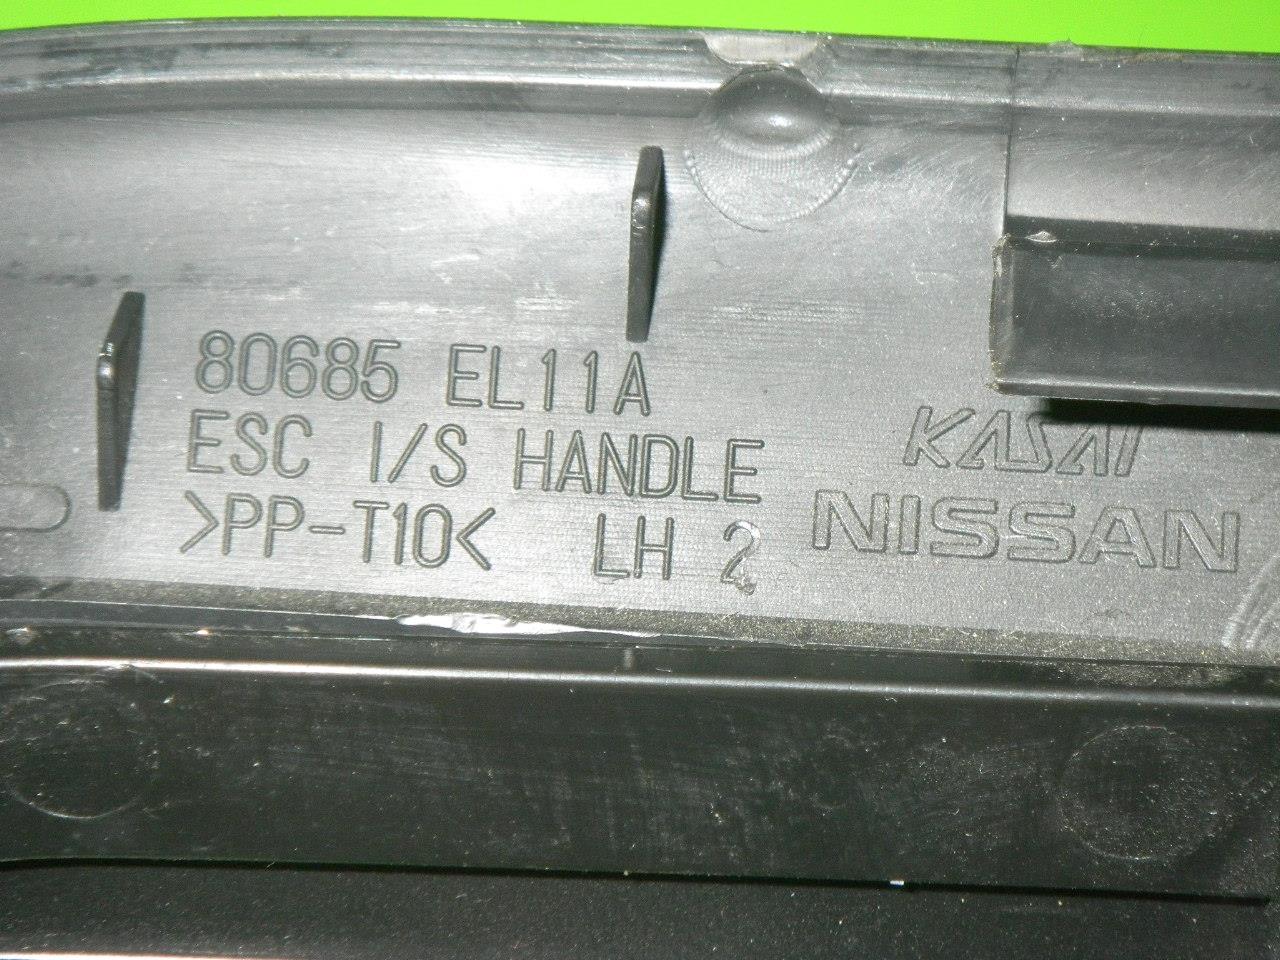 80685 EL11A
ESC I/S HANDLE
>PP-T10< LH 2
KASAI
NISSAN